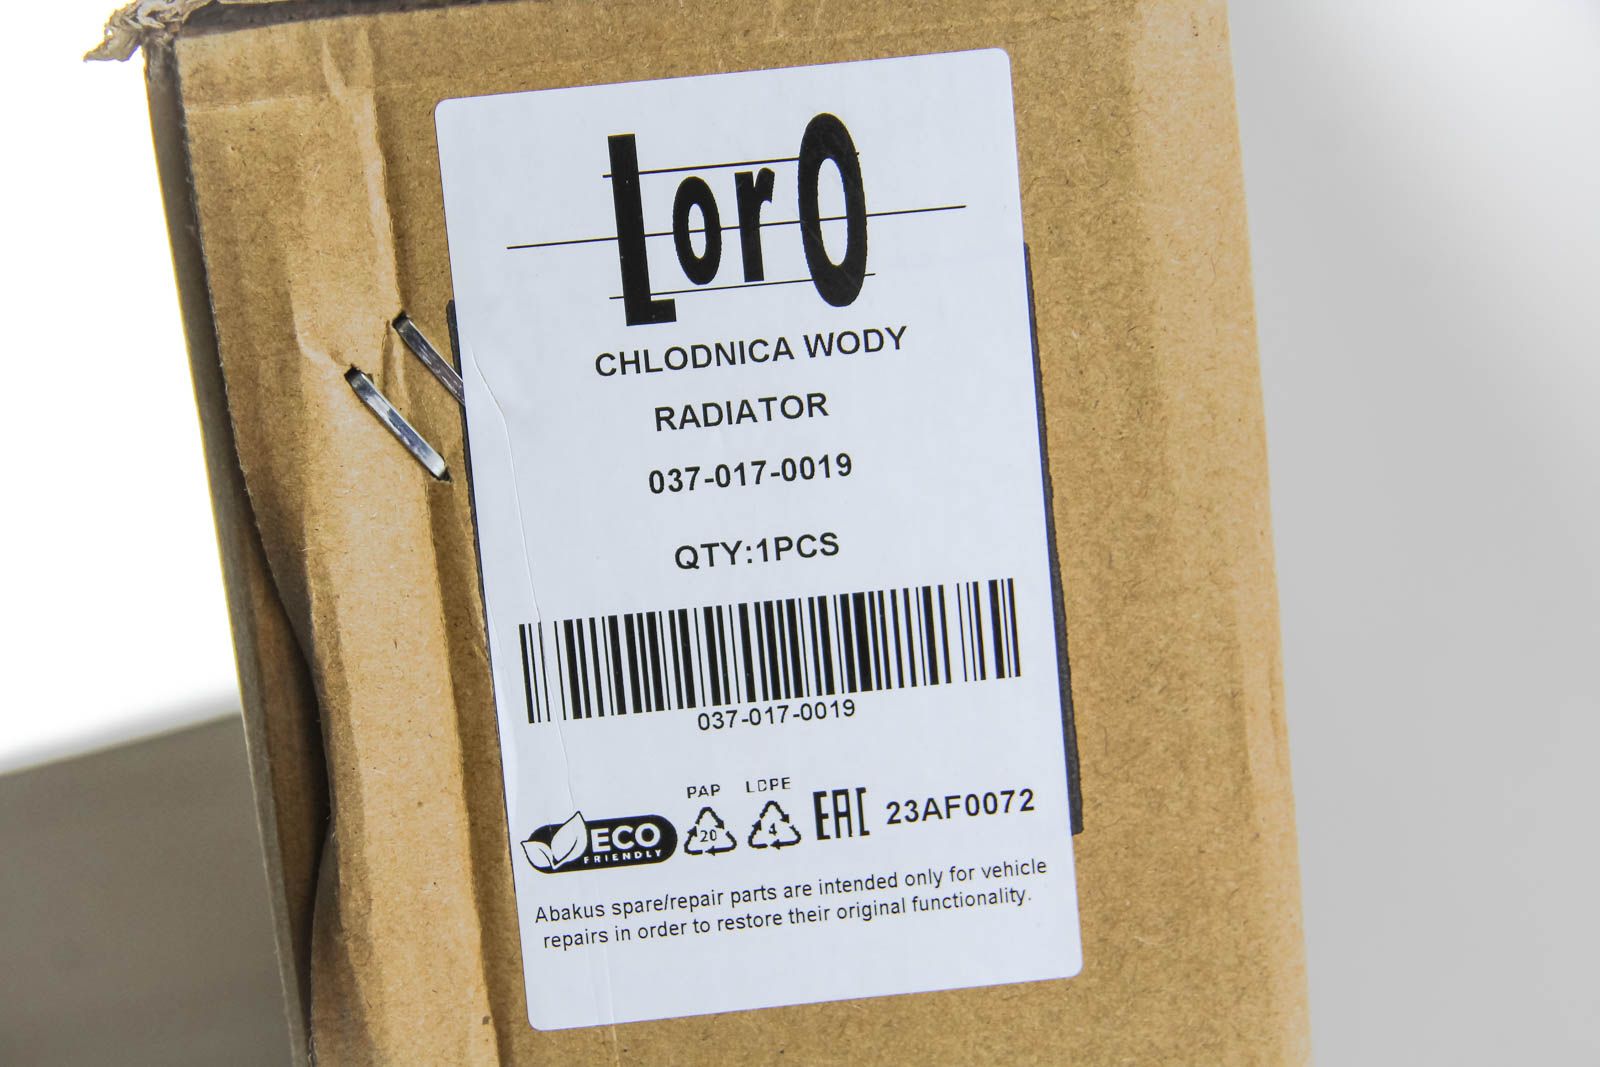 Loro
CHLODNICA WODY
RADIATOR
037-017-0019
QTY:1PCS
037-017-0019
PAP LDPE
ECO FRIENDLY 20 4 EAC 23AF0072
Abakus spare/repair parts are intended only for vehicle
repairs in order to restore their original functionality.